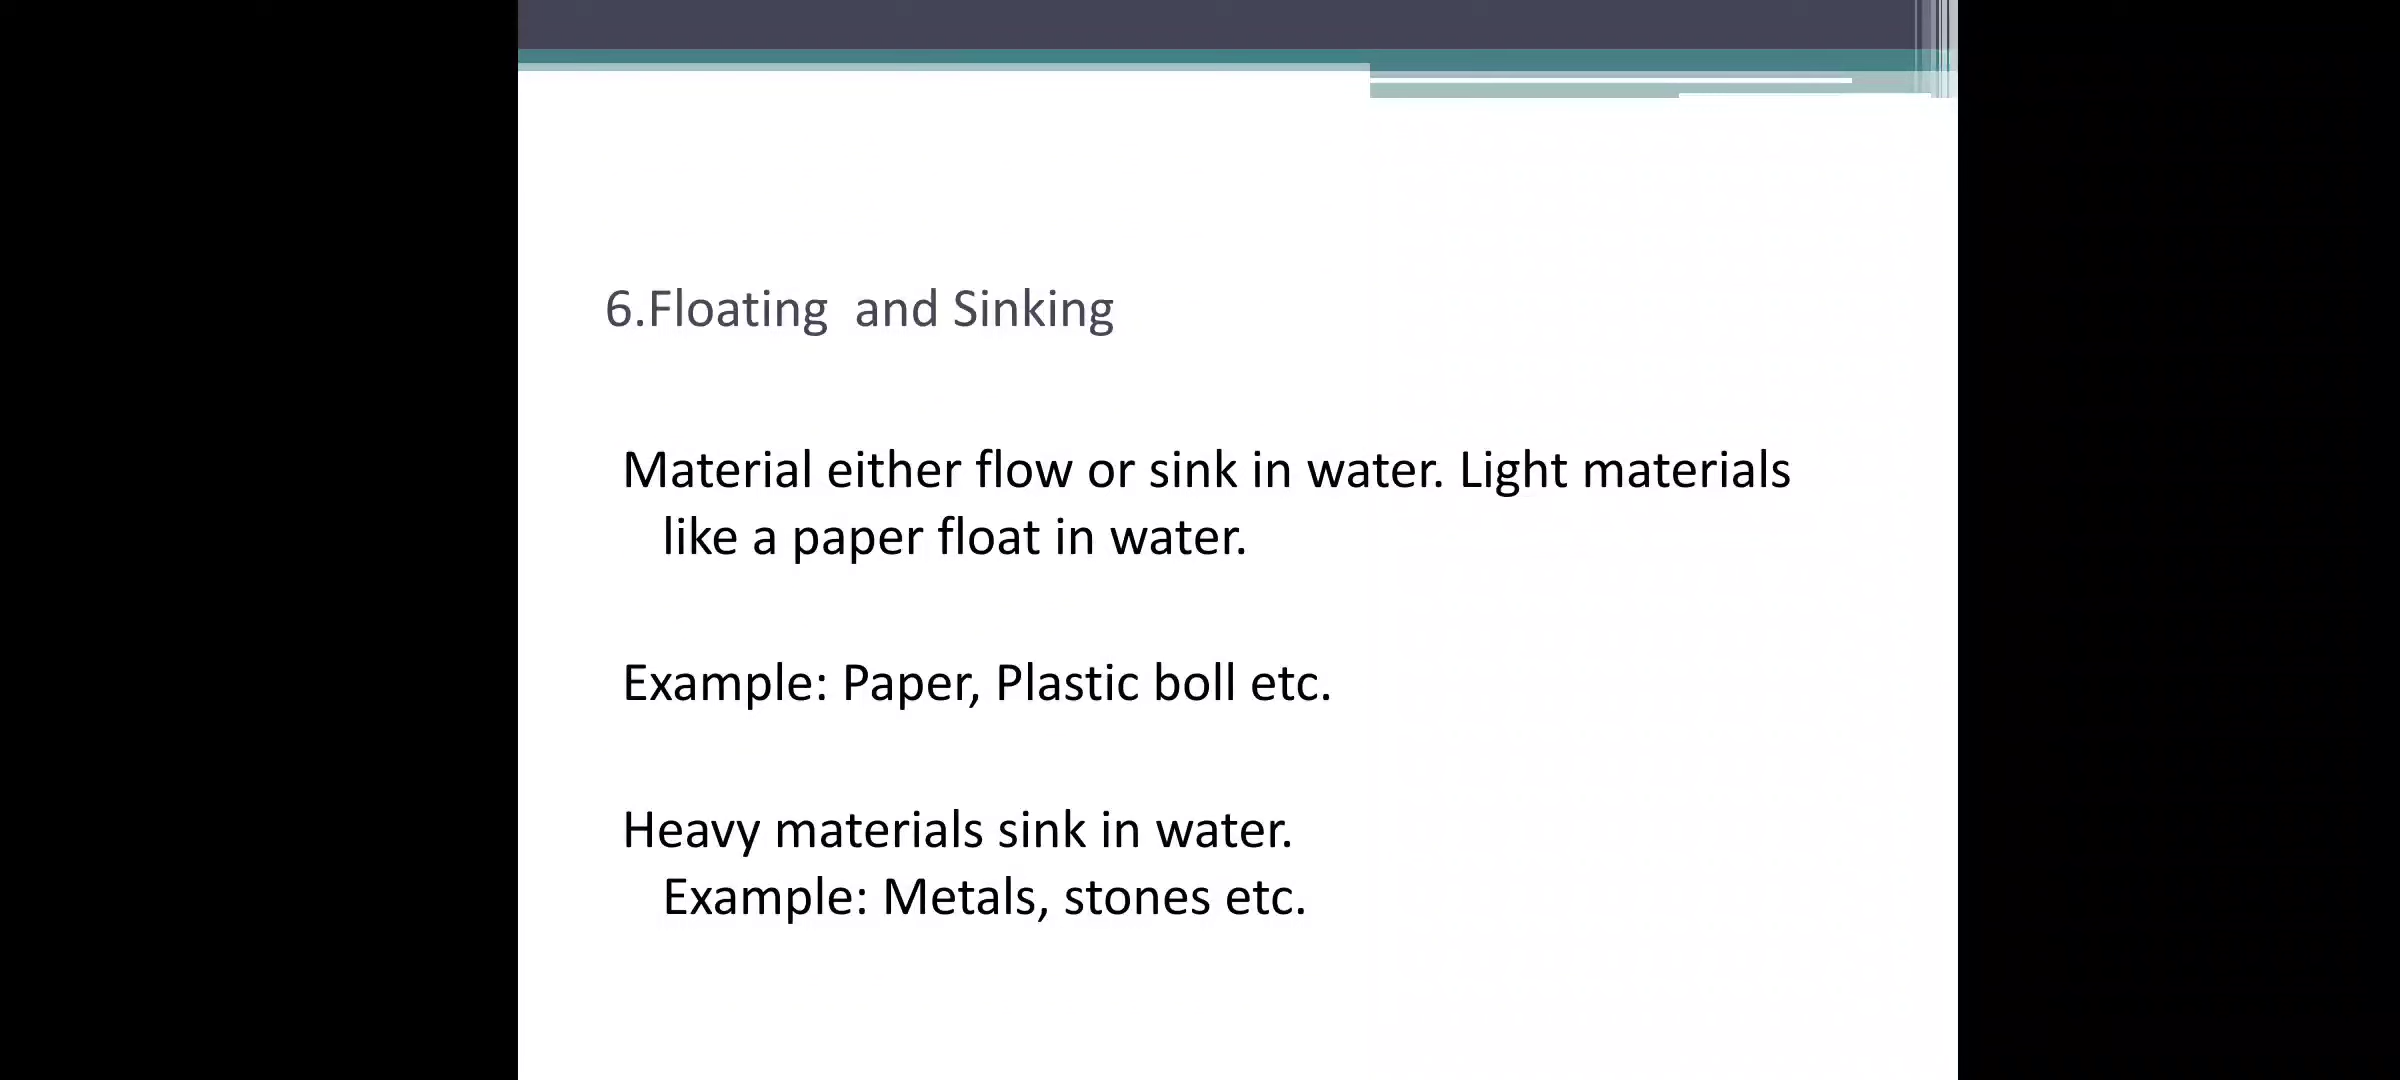 6.Floating  and Sinking
Material either flow or sink in water. Light materials
like a paper float in water.
Example: Paper, Plastic boll etc.
Heavy materials sink in water.
Example: Metals, stones etc.